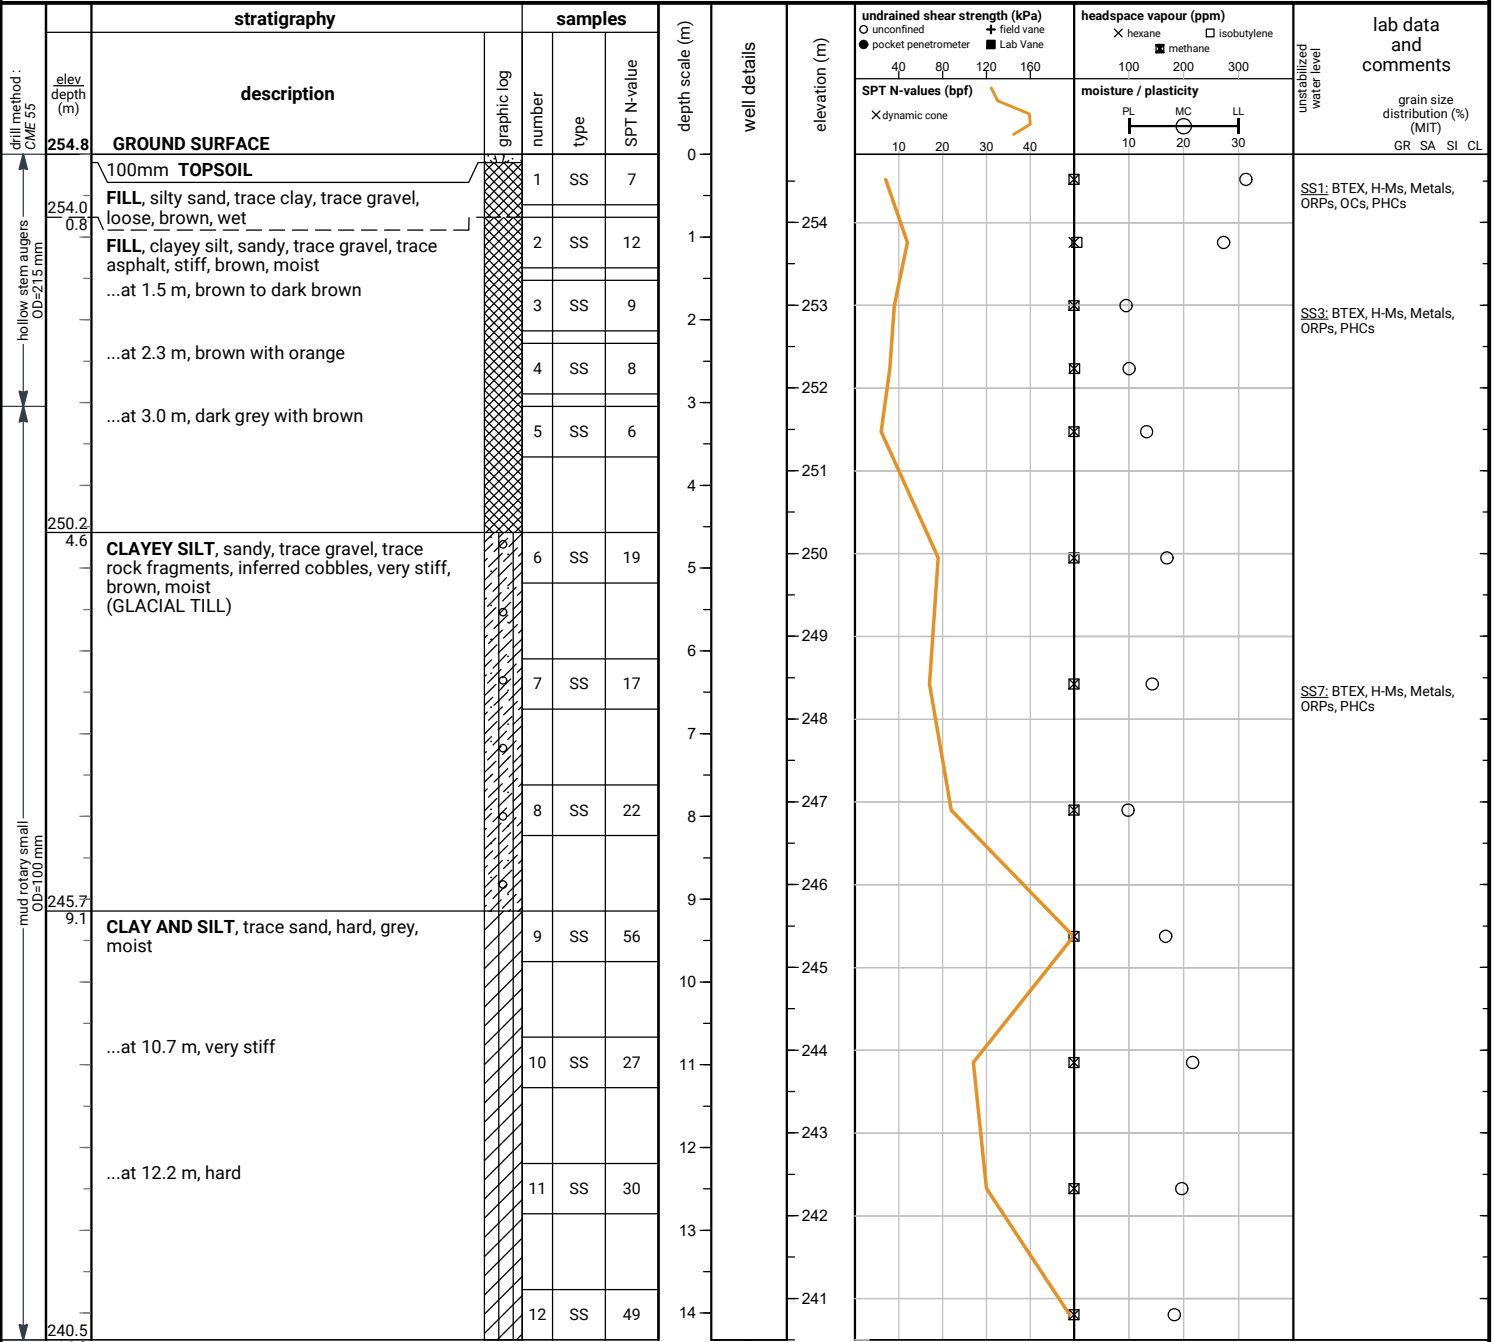 stratigraphy
samples
drill method :
CME 55
elev
depth
(m)
description
graphic log
number
type
SPT N-value
depth scale (m)
well details
elevation (m)
undrained shear strength (kPa)
unconfined
field vane
pocket penetrometer
Lab Vane
40 80 120 160
SPT N-values (bpf)
dynamic cone
10 20 30 40
headspace vapour (ppm)
hexane
isobutylene
methane
100 200 300
moisture / plasticity
PL MC LL
10 20 30
unstabilized
water level
lab data
and
comments
grain size
distribution (%)
(MIT)
GR SA SI CL
254.8 GROUND SURFACE
100mm TOPSOIL
FILL, silty sand, trace clay, trace gravel,
loose, brown, wet
254.0
0.8
FILL, clayey silt, sandy, trace gravel, trace
asphalt, stiff, brown, moist
...at 1.5 m, brown to dark brown
...at 2.3 m, brown with orange
...at 3.0 m, dark grey with brown
250.2
4.6
CLAYEY SILT, sandy, trace gravel, trace
rock fragments, inferred cobbles, very stiff,
brown, moist
(GLACIAL TILL)
245.7
9.1
CLAY AND SILT, trace sand, hard, grey,
moist
...at 10.7 m, very stiff
...at 12.2 m, hard
240.5
hollow stem augers
OD=215 mm
mud rotary small
OD=100 mm
1 SS 7
2 SS 12
3 SS 9
4 SS 8
5 SS 6
6 SS 19
7 SS 17
8 SS 22
9 SS 56
10 SS 27
11 SS 30
12 SS 49
0
1
2
3
4
5
6
7
8
9
10
11
12
13
14
254
253
252
251
250
249
248
247
246
245
244
243
242
241
SS1: BTEX, H-Ms, Metals,
ORPs, OCs, PHCs
SS3: BTEX, H-Ms, Metals,
ORPs, PHCs
SS7: BTEX, H-Ms, Metals,
ORPs, PHCs